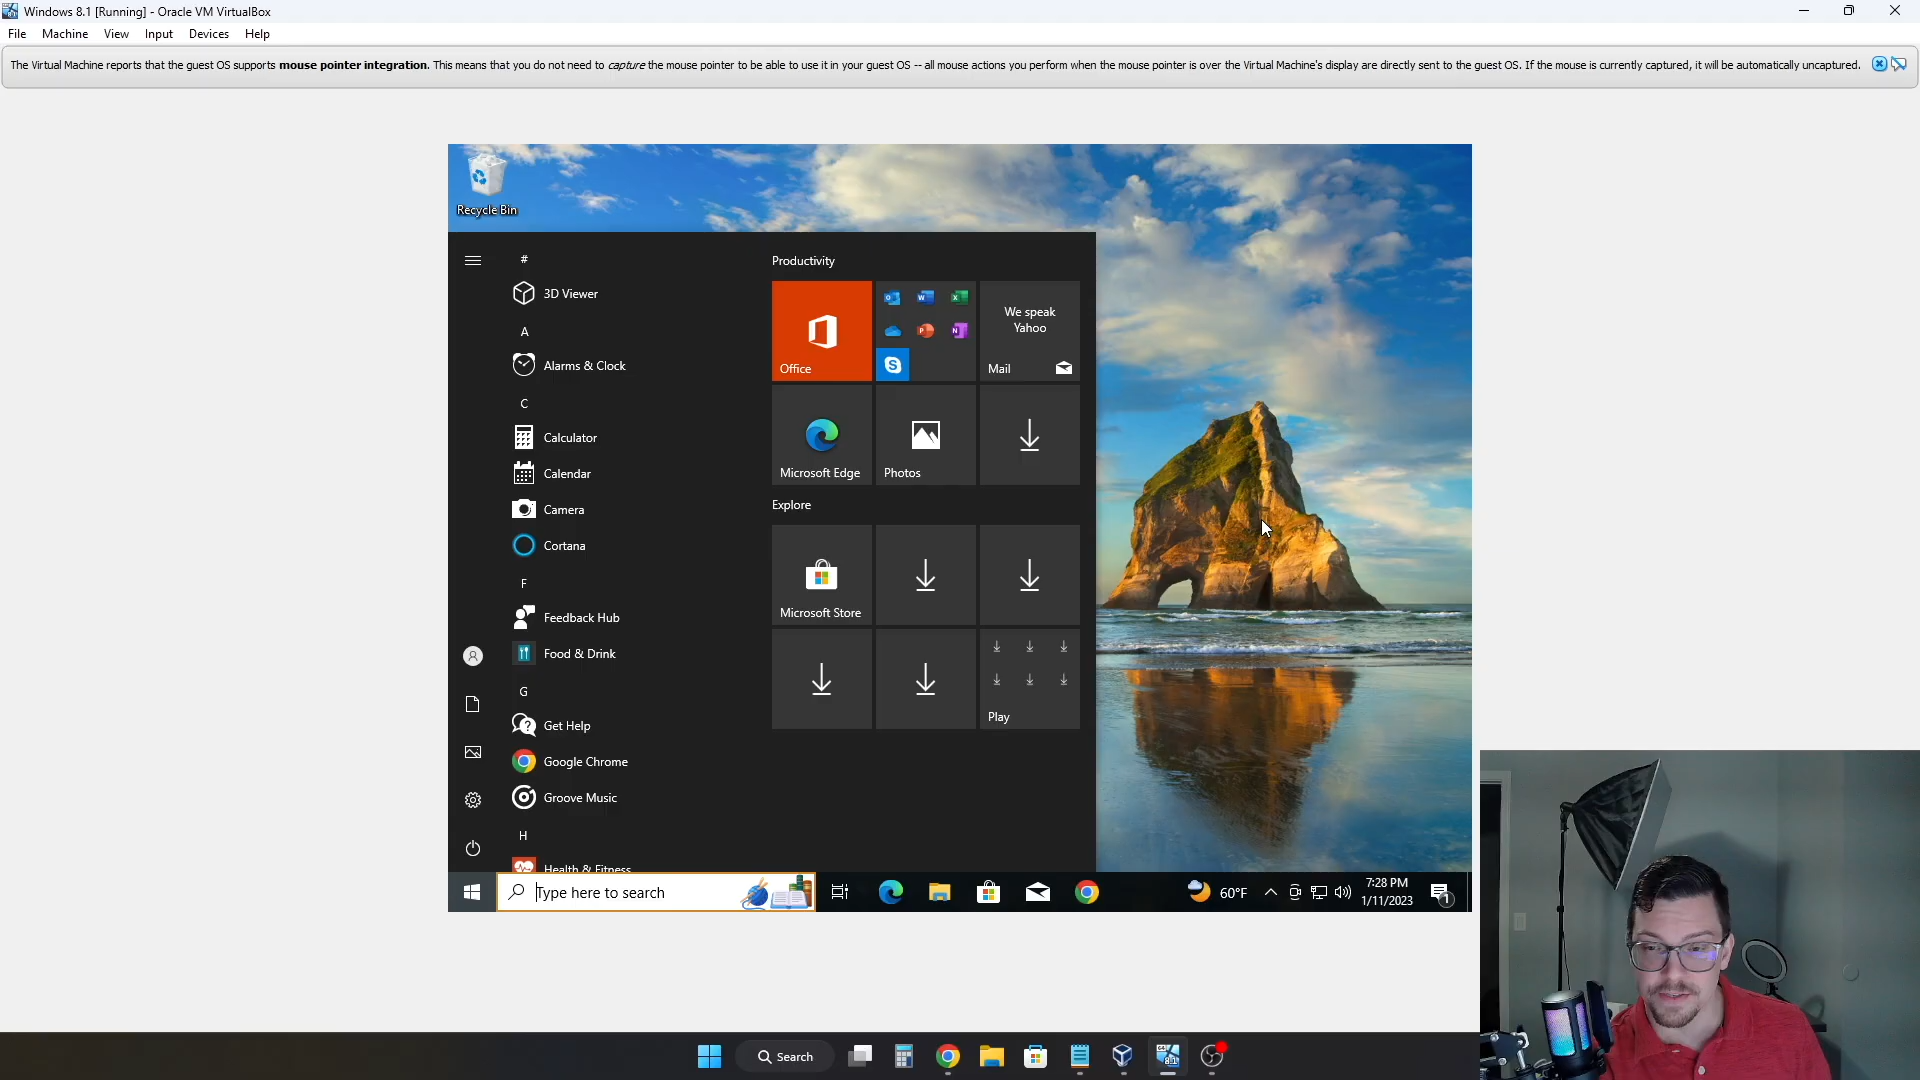 Windows 8.1 [Running] - Oracle VM VirtualBox
File Machine View Input Devices Help
The Virtual Machine reports that the guest OS supports mouse pointer integration. This means that you do not need to capture the mouse pointer to be able to use it in your guest OS -- all mouse actions you perform when the mouse pointer is over the Virtual Machine's display are directly sent to the guest OS. If the mouse is currently captured, it will be automatically uncaptured.
Recycle Bin
#
3D Viewer
A
Alarms & Clock
C
Calculator
Calendar
Camera
Cortana
F
Feedback Hub
Food & Drink
G
Get Help
Google Chrome
Groove Music
H
Health & Fitness
Productivity
Office
We speak
Yahoo
Mail
Microsoft Edge
Photos
Explore
Microsoft Store
Play
Type here to search
60°F
7:28 PM
1/11/2023
1
Search